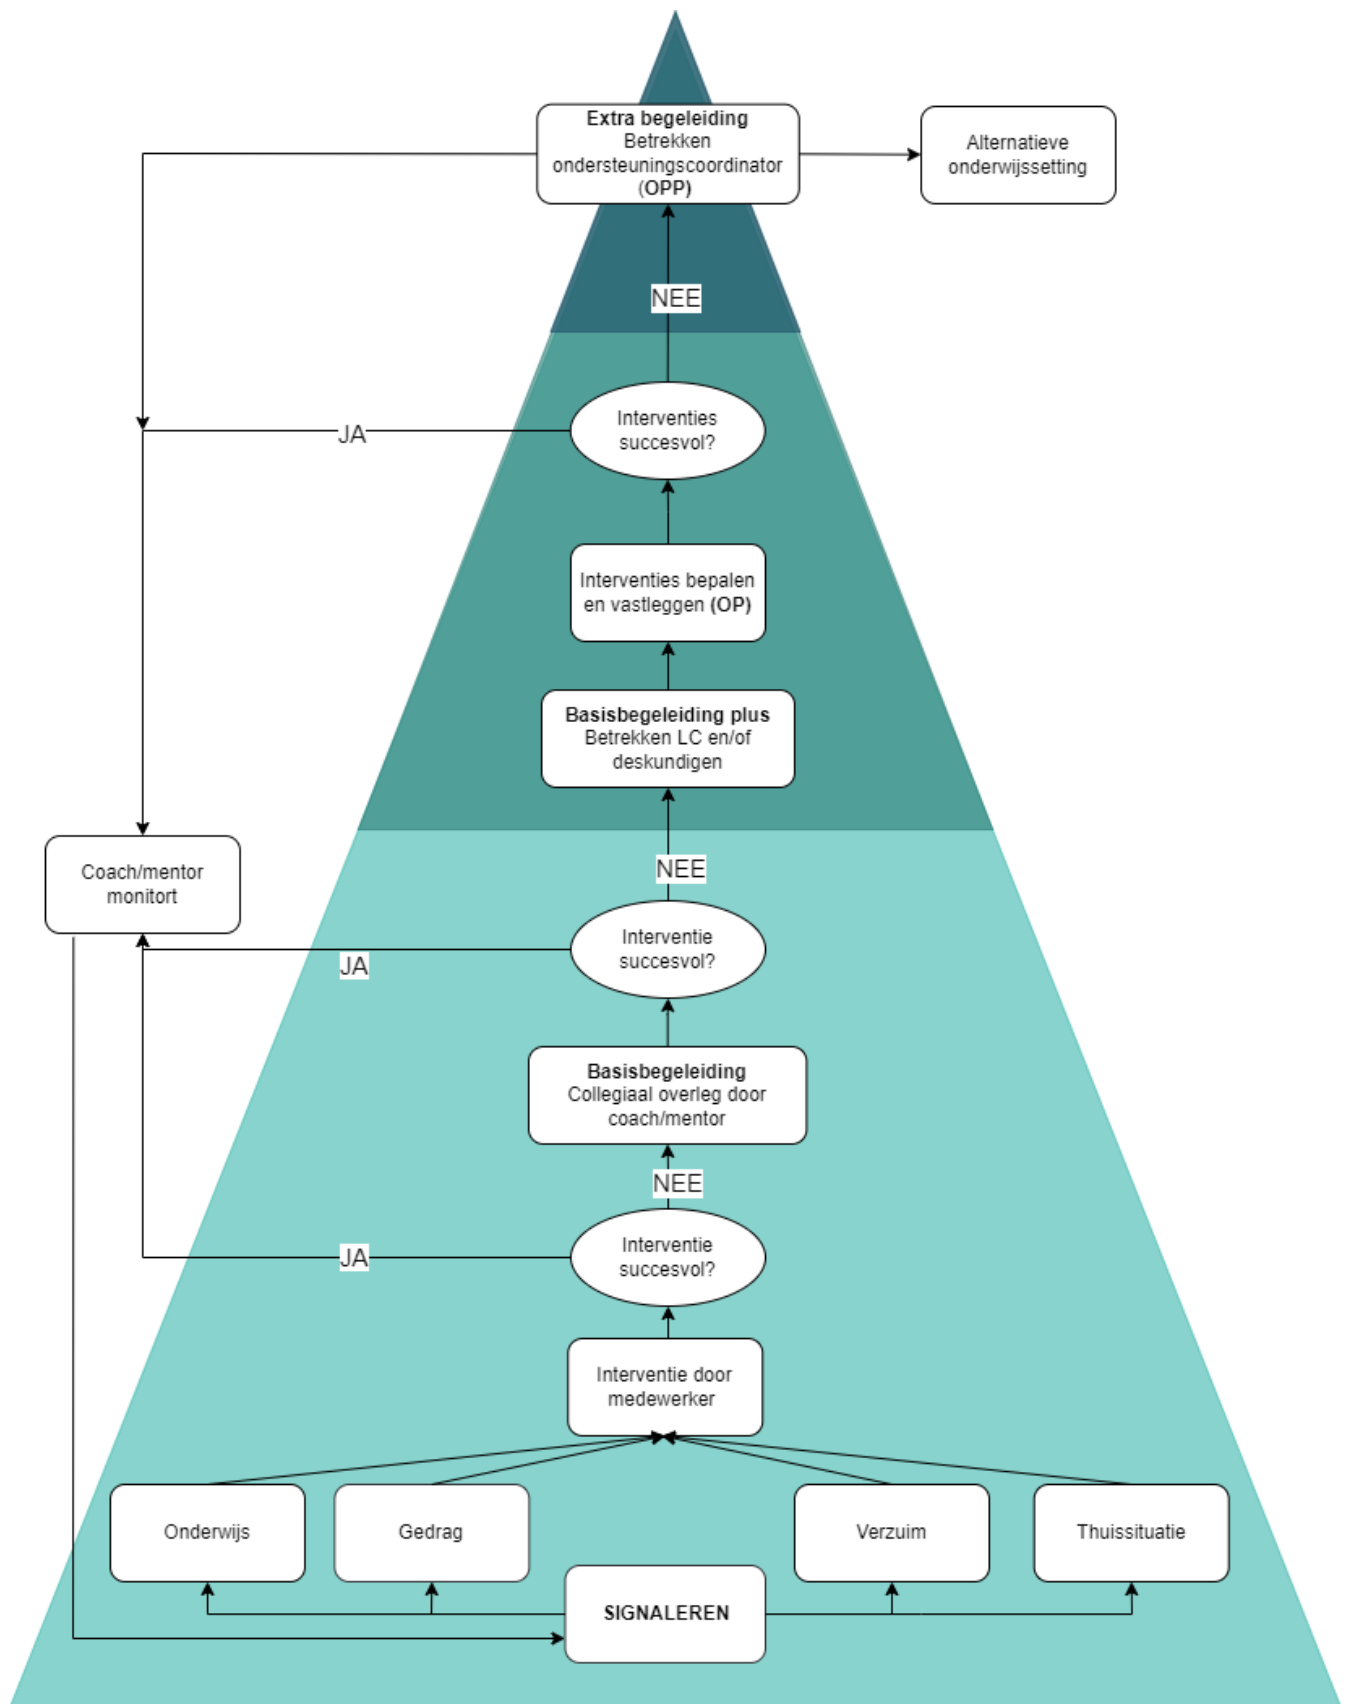 Extra begeleiding
Betrekken
ondersteuningscoordinator
(OPP)
Alternatieve
onderwijssetting
NEE
Interventies
succesvol?
JA
Interventies bepalen
en vastleggen (OP)
Basisbegeleiding plus
Betrekken LC en/of
deskundigen
NEE
Coach/mentor
monitort
Interventie
succesvol?
JA
Basisbegeleiding
Collegiaal overleg door
coach/mentor
NEE
Interventie
succesvol?
JA
Interventie door
medewerker
Onderwijs
Gedrag
Verzuim
Thuissituatie
SIGNALEREN